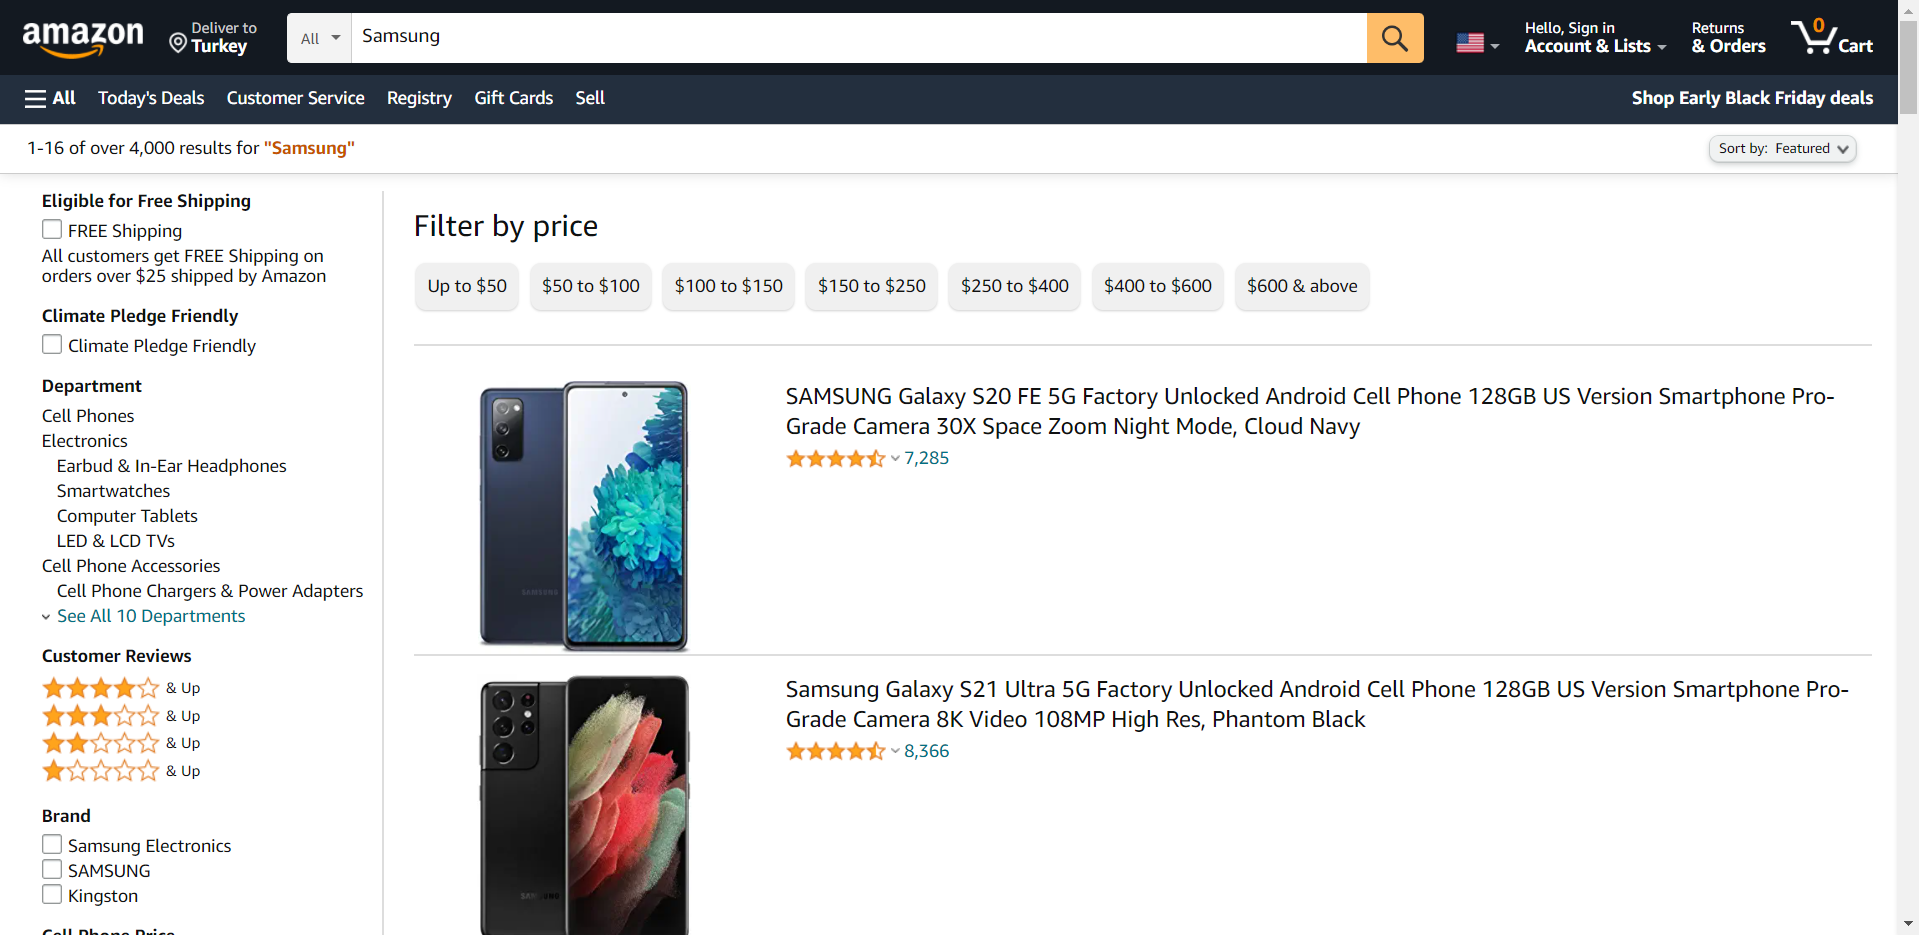 amazon
Deliver to
Turkey
All
Samsung
Hello, Sign in
Account & Lists
Returns
& Orders
0
Cart
All
Today's Deals
Customer Service
Registry
Gift Cards
Sell
Shop Early Black Friday deals
1-16 of over 4,000 results for "Samsung"
Sort by: Featured
Eligible for Free Shipping
FREE Shipping
All customers get FREE Shipping on
orders over $25 shipped by Amazon
Climate Pledge Friendly
Climate Pledge Friendly
Department
Cell Phones
Electronics
Earbud & In-Ear Headphones
Smartwatches
Computer Tablets
LED & LCD TVs
Cell Phone Accessories
Cell Phone Chargers & Power Adapters
See All 10 Departments
Customer Reviews
& Up
& Up
& Up
& Up
Brand
Samsung Electronics
SAMSUNG
Kingston
Cell Phone Price
Filter by price
Up to $50
$50 to $100
$100 to $150
$150 to $250
$250 to $400
$400 to $600
$600 & above
SAMSUNG
SAMSUNG Galaxy S20 FE 5G Factory Unlocked Android Cell Phone 128GB US Version Smartphone Pro-
Grade Camera 30X Space Zoom Night Mode, Cloud Navy
7,285
SAMSUNG
Samsung Galaxy S21 Ultra 5G Factory Unlocked Android Cell Phone 128GB US Version Smartphone Pro-
Grade Camera 8K Video 108MP High Res, Phantom Black
8,366